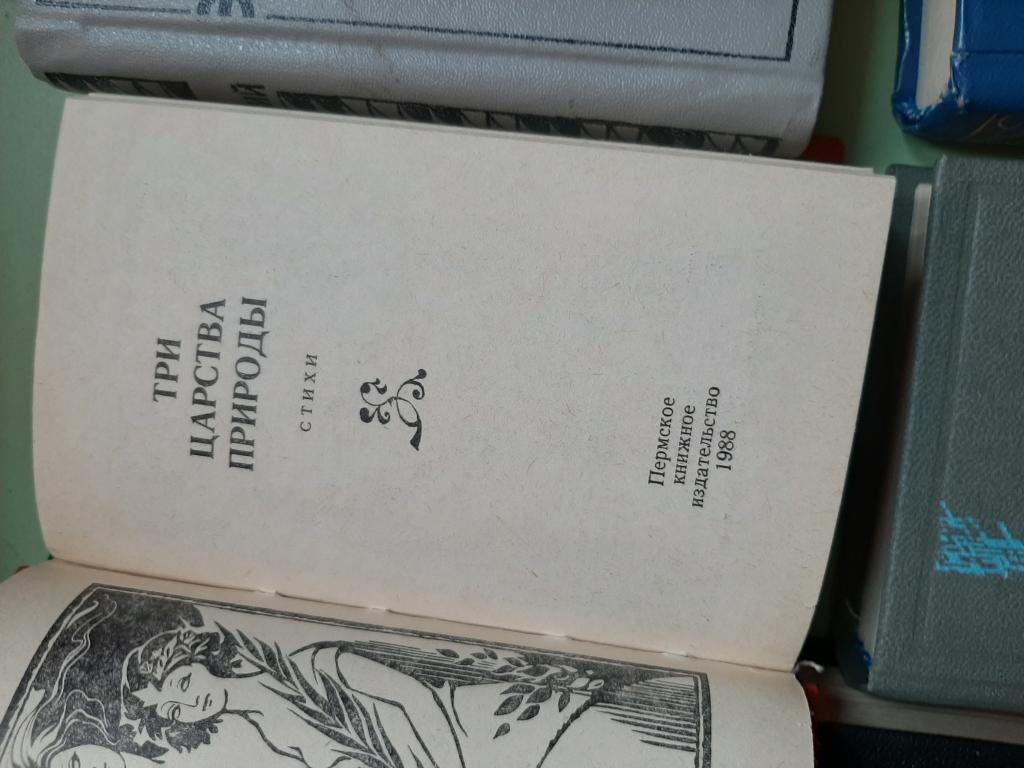 ТРИ
ЦАРСТВА
ПРИРОДЫ
СТИХИ
Пермское
книжное
издательство
1988